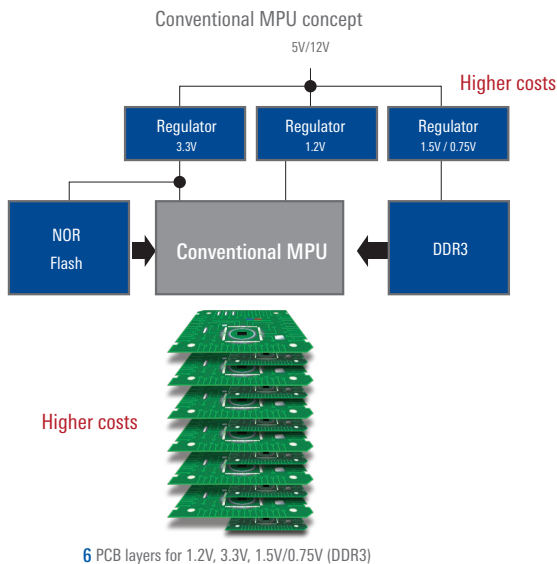 Conventional MPU concept
5V/12V
Higher costs
Regulator
3.3V
Regulator
1.2V
Regulator
1.5V / 0.75V
NOR
Flash
Conventional MPU
DDR3
Higher costs
6 PCB layers for 1.2V, 3.3V, 1.5V/0.75V (DDR3)